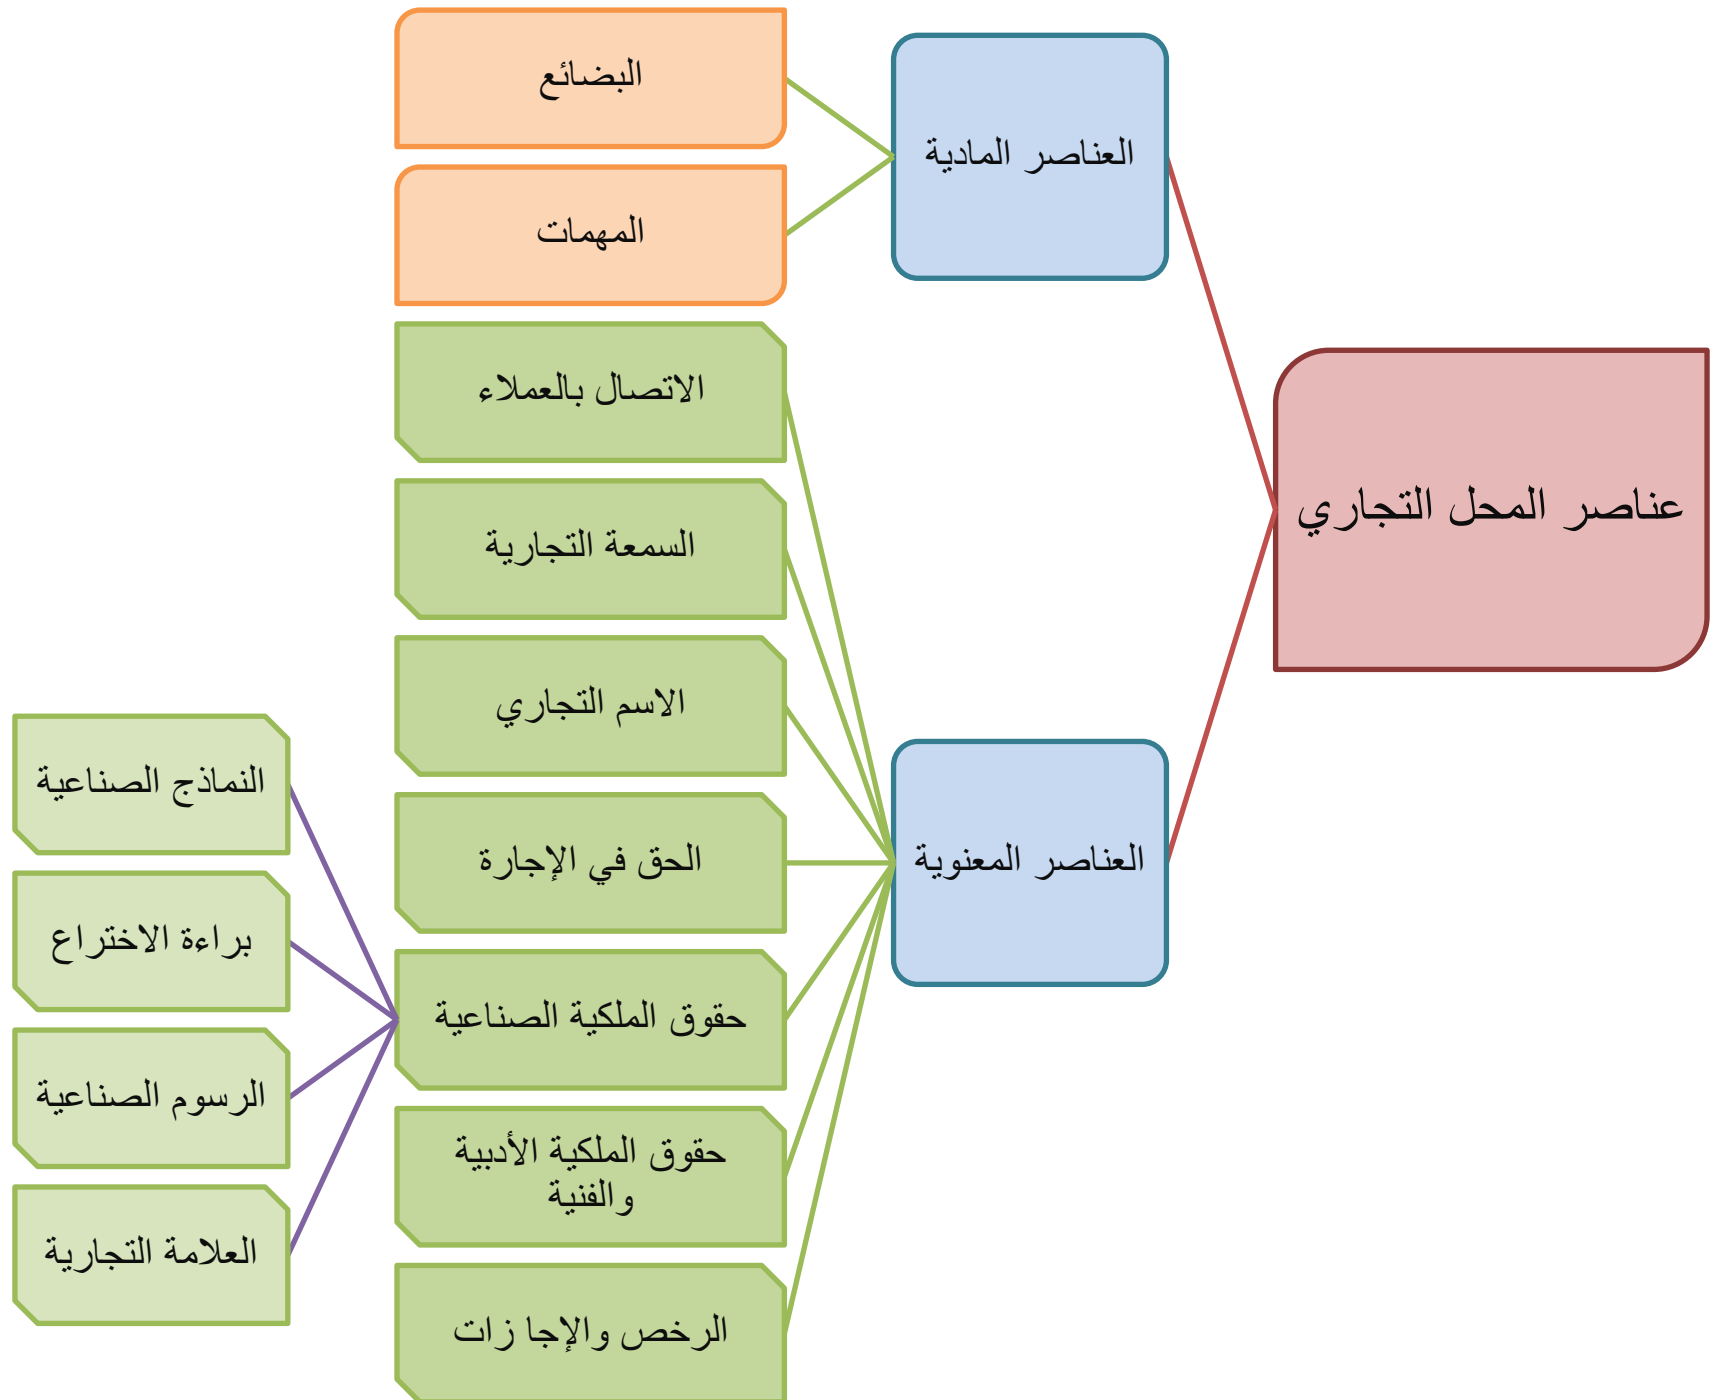 عناصر المحل التجاري
العناصر المادية
البضائع
المهمات
العناصر المعنوية
الاتصال بالعملاء
السمعة التجارية
الاسم التجاري
الحق في الإجارة
حقوق الملكية الصناعية
النماذج الصناعية
براءة الاختراع
الرسوم الصناعية
العلامة التجارية
حقوق الملكية الأدبية
والفنية
الرخص والإجا زات